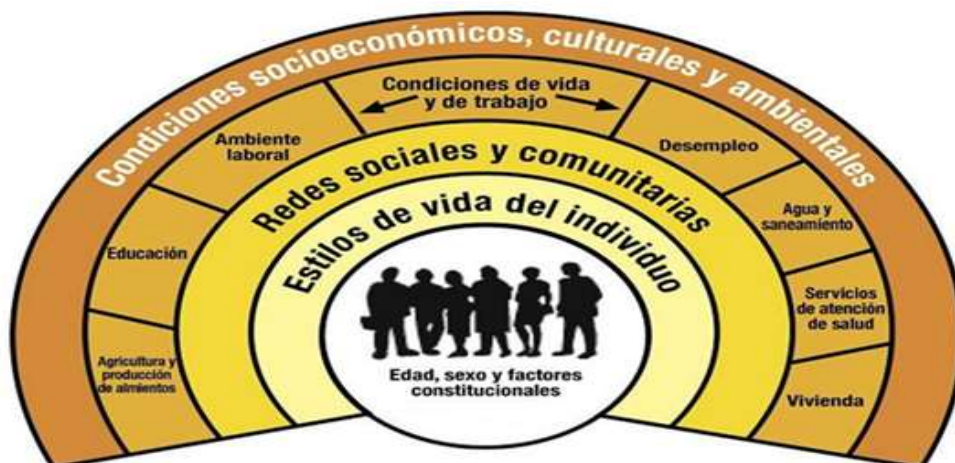 Condiciones socioeconómicos, culturales y ambientales
Condiciones de vida
y de trabajo
Ambiente
laboral
Desempleo
Redes sociales y comunitarias
Educación
Agua y
saneamiento
Estilos de vida del individuo
Servicios
de atención
de salud
Agricultura y
producción
de almientos
Vivienda
Edad, sexo y factores
constitucionales